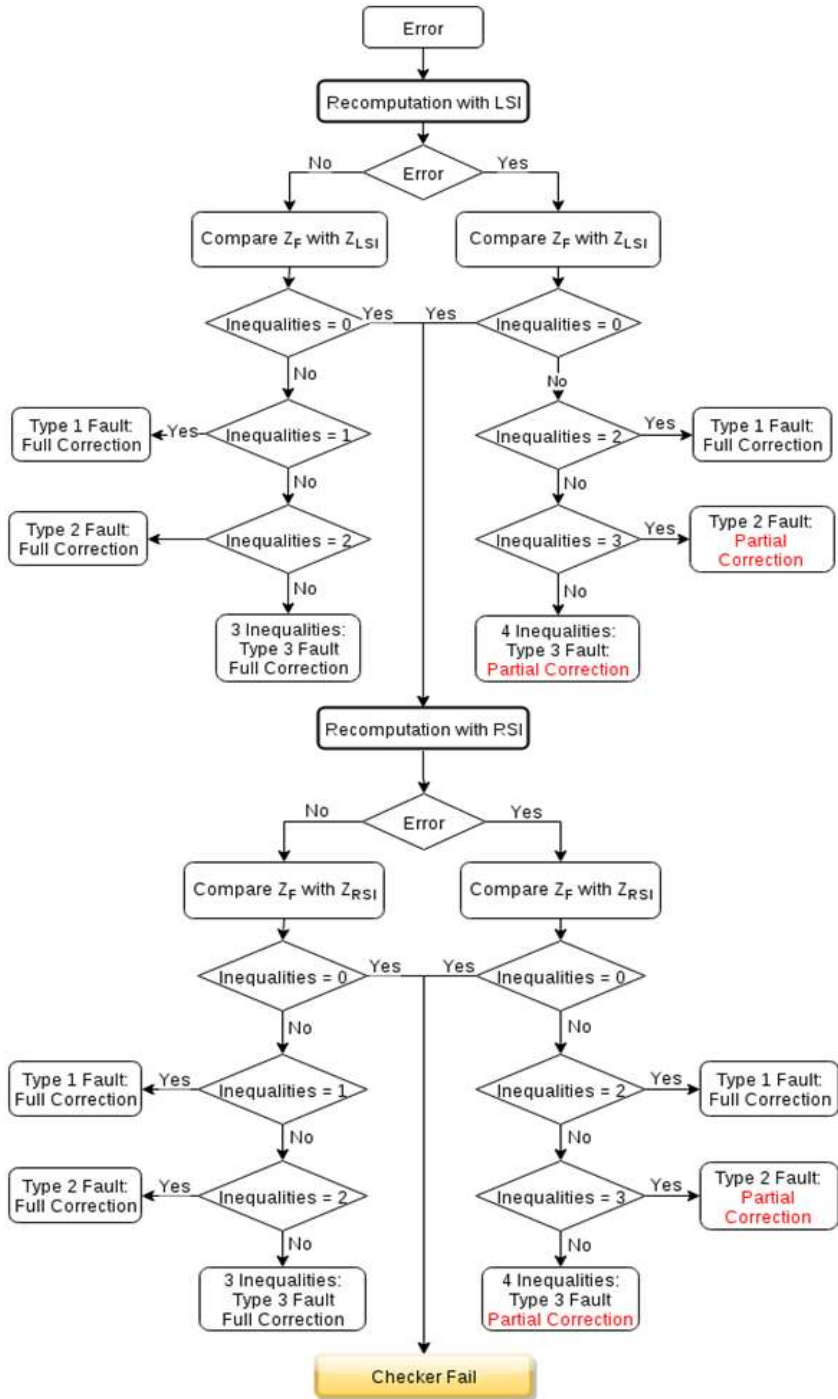 Error
Recomputation with LSI
No
Error
Yes
Compare ZF with ZLSI
Compare ZF with ZLSI
Inequalities = 0
Yes
Yes
Inequalities = 0
No
No
Type 1 Fault:
Full Correction
Yes
Inequalities = 1
Inequalities = 2
Yes
Type 1 Fault:
Full Correction
No
No
Type 2 Fault:
Full Correction
Inequalities = 2
Inequalities = 3
Yes
Type 2 Fault:
Partial
Correction
No
No
3 Inequalities:
Type 3 Fault
Full Correction
4 Inequalities:
Type 3 Fault:
Partial Correction
Recomputation with RSI
No
Error
Yes
Compare ZF with ZRSI
Compare ZF with ZRSI
Inequalities = 0
Yes
Yes
Inequalities = 0
No
No
Type 1 Fault:
Full Correction
Yes
Inequalities = 1
Inequalities = 2
Yes
Type 1 Fault:
Full Correction
No
No
Type 2 Fault:
Full Correction
Yes
Inequalities = 2
Inequalities = 3
Yes
Type 2 Fault:
Partial
Correction
No
No
3 Inequalities:
Type 3 Fault
Full Correction
4 Inequalities:
Type 3 Fault
Partial Correction
Checker Fail